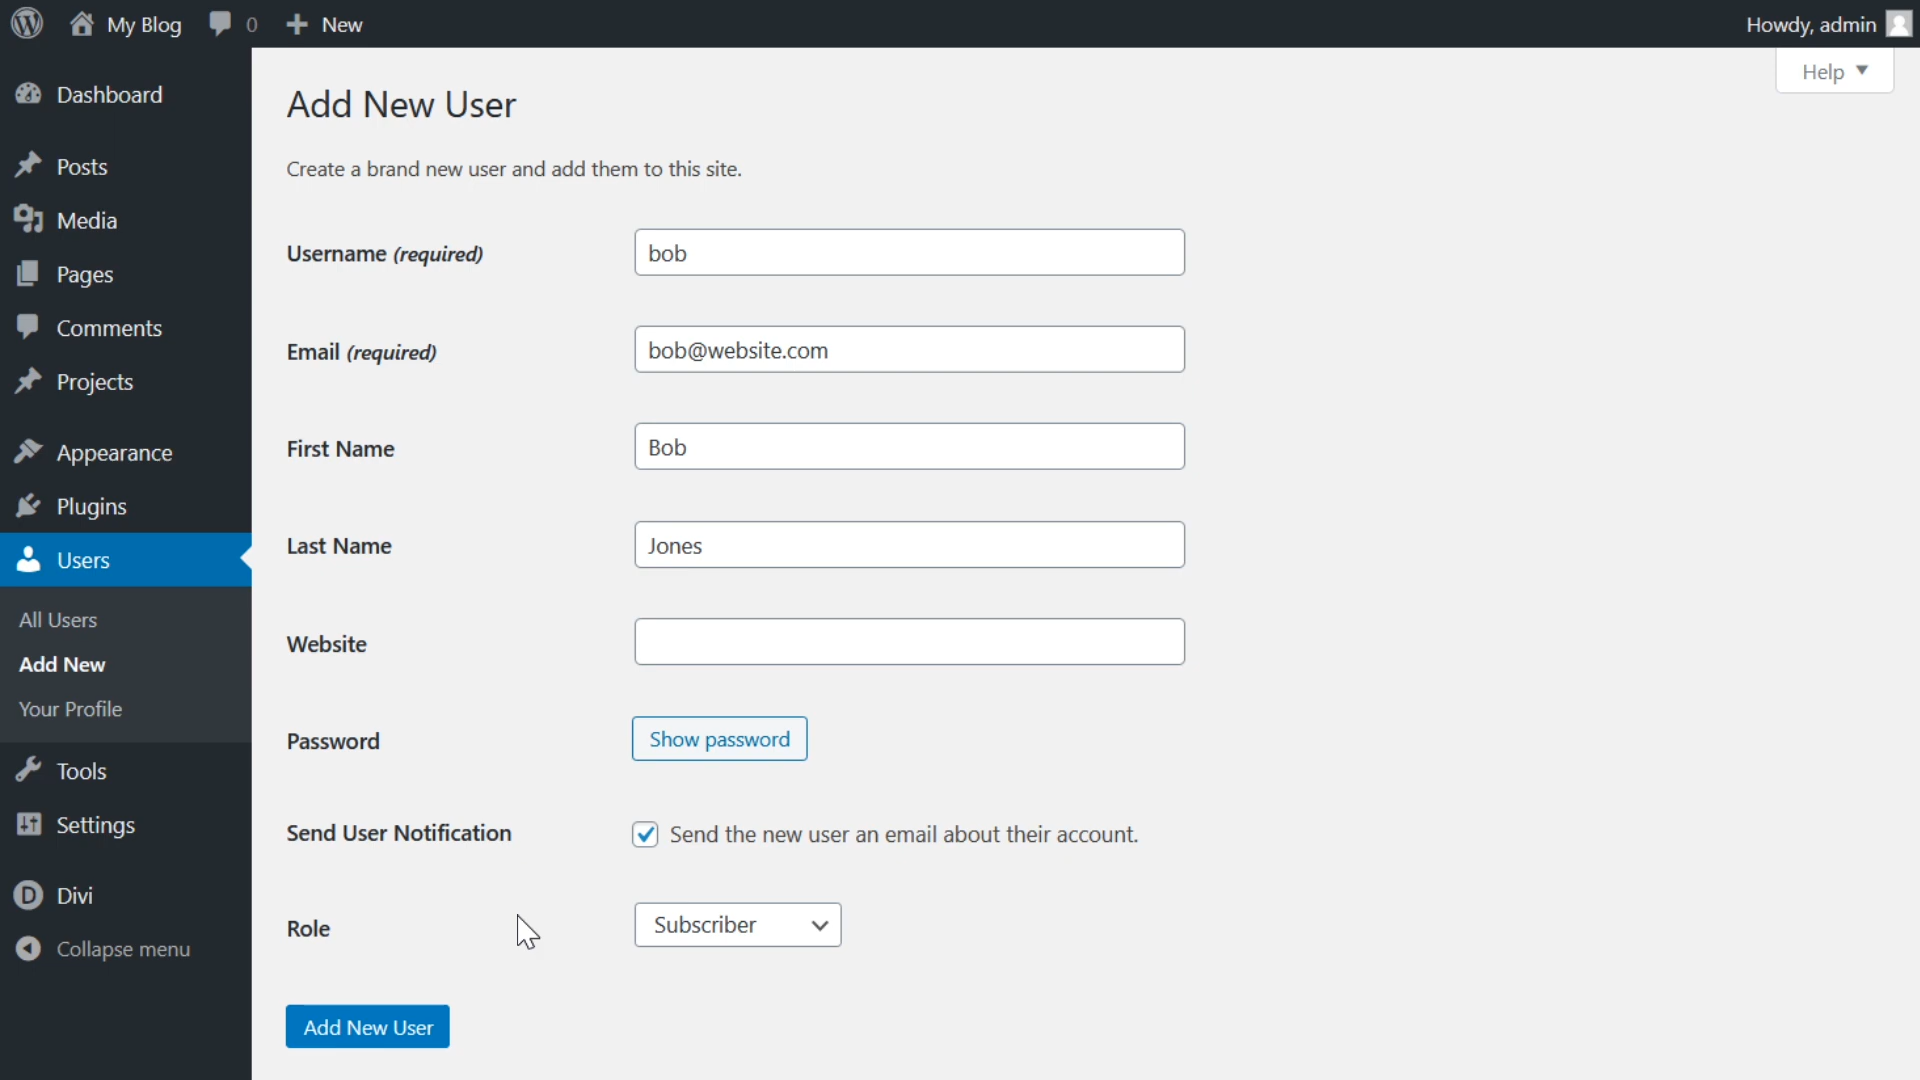 My Blog 0 New Howdy, admin
Help
Dashboard
Posts
Media
Pages
Comments
Projects
Appearance
Plugins
Users
All Users
Add New
Your Profile
Tools
Settings
Divi
Collapse menu
Add New User
Create a brand new user and add them to this site.
Username (required) bob
Email (required) bob@website.com
First Name Bob
Last Name Jones
Website
Password Show password
Send User Notification Send the new user an email about their account.
Role Subscriber
Add New User